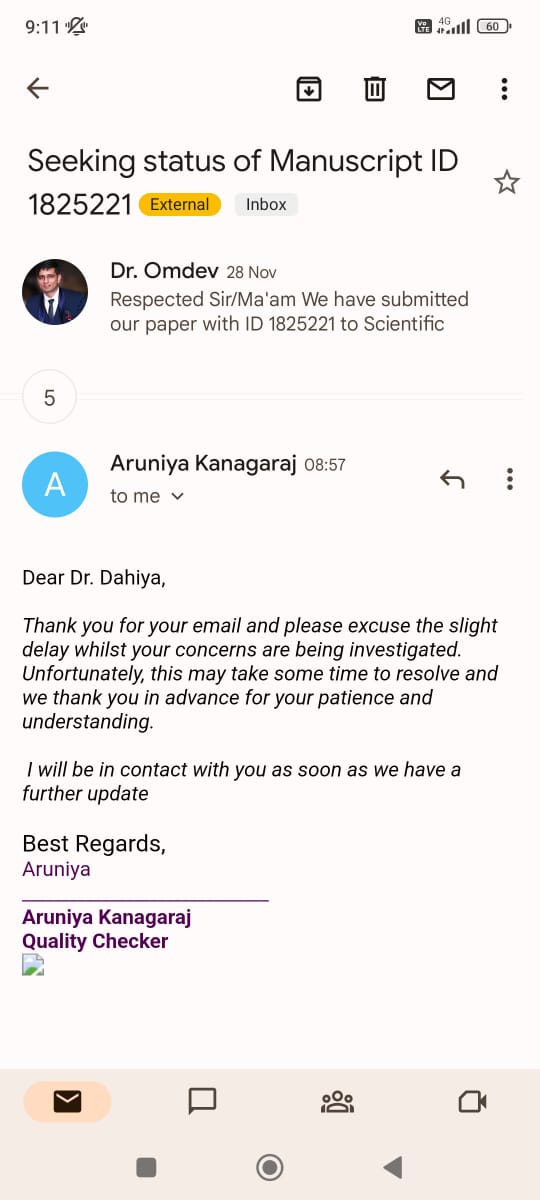 9:11
Vo
LTE
4G
60
Seeking status of Manuscript ID
1825221 External Inbox
Dr. Omdev 28 Nov
Respected Sir/Ma'am We have submitted
our paper with ID 1825221 to Scientific
5
A
Aruniya Kanagaraj 08:57
to me
Dear Dr. Dahiya,
Thank you for your email and please excuse the slight
delay whilst your concerns are being investigated.
Unfortunately, this may take some time to resolve and
we thank you in advance for your patience and
understanding.
I will be in contact with you as soon as we have a
further update
Best Regards,
Aruniya
Aruniya Kanagaraj
Quality Checker